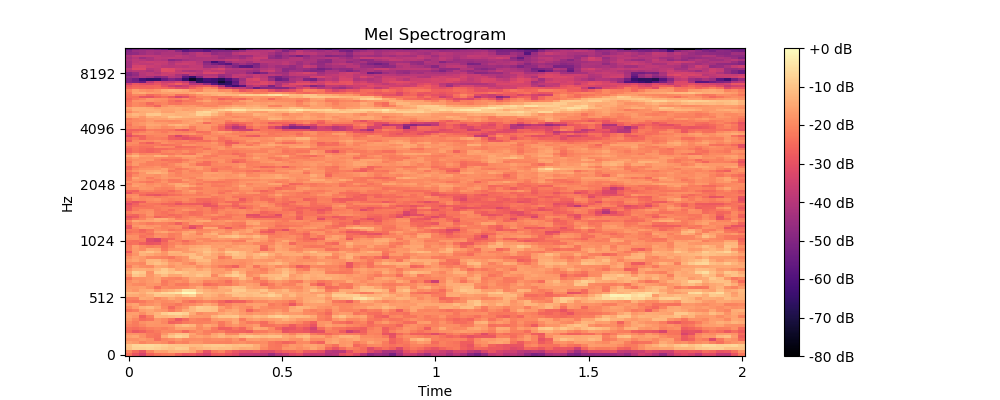 Mel Spectrogram
Hz
8192
4096
2048
1024
512
0
0
0.5
1
1.5
2
Time
+0 dB
-10 dB
-20 dB
-30 dB
-40 dB
-50 dB
-60 dB
-70 dB
-80 dB